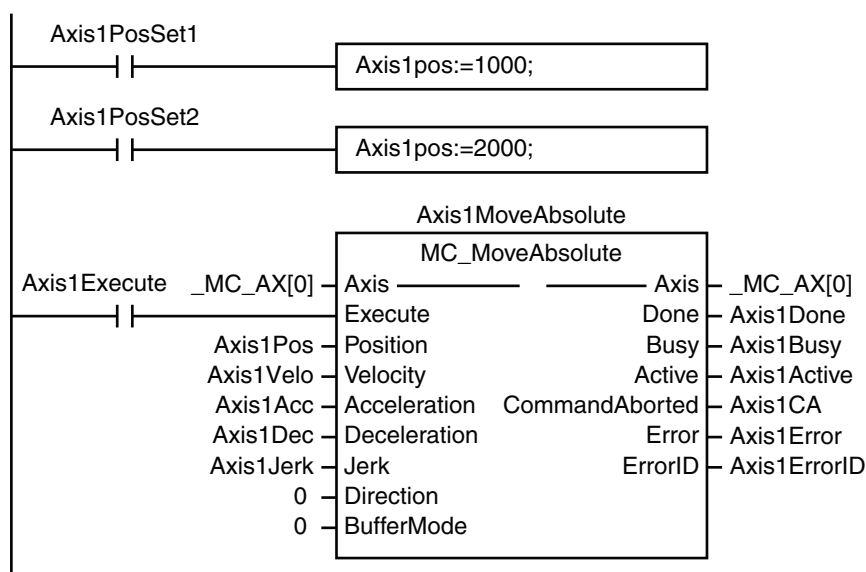 Axis1PosSet1
Axis1pos:=1000;
Axis1PosSet2
Axis1pos:=2000;
Axis1MoveAbsolute
MC_MoveAbsolute
Axis1Execute _MC_AX[0] Axis Axis _MC_AX[0]
Execute Done Axis1Done
Axis1Pos Position Busy Axis1Busy
Axis1Velo Velocity Active Axis1Active
Axis1Acc Acceleration CommandAborted Axis1CA
Axis1Dec Deceleration Error Axis1Error
Axis1Jerk Jerk ErrorID Axis1ErrorID
0 Direction
0 BufferMode